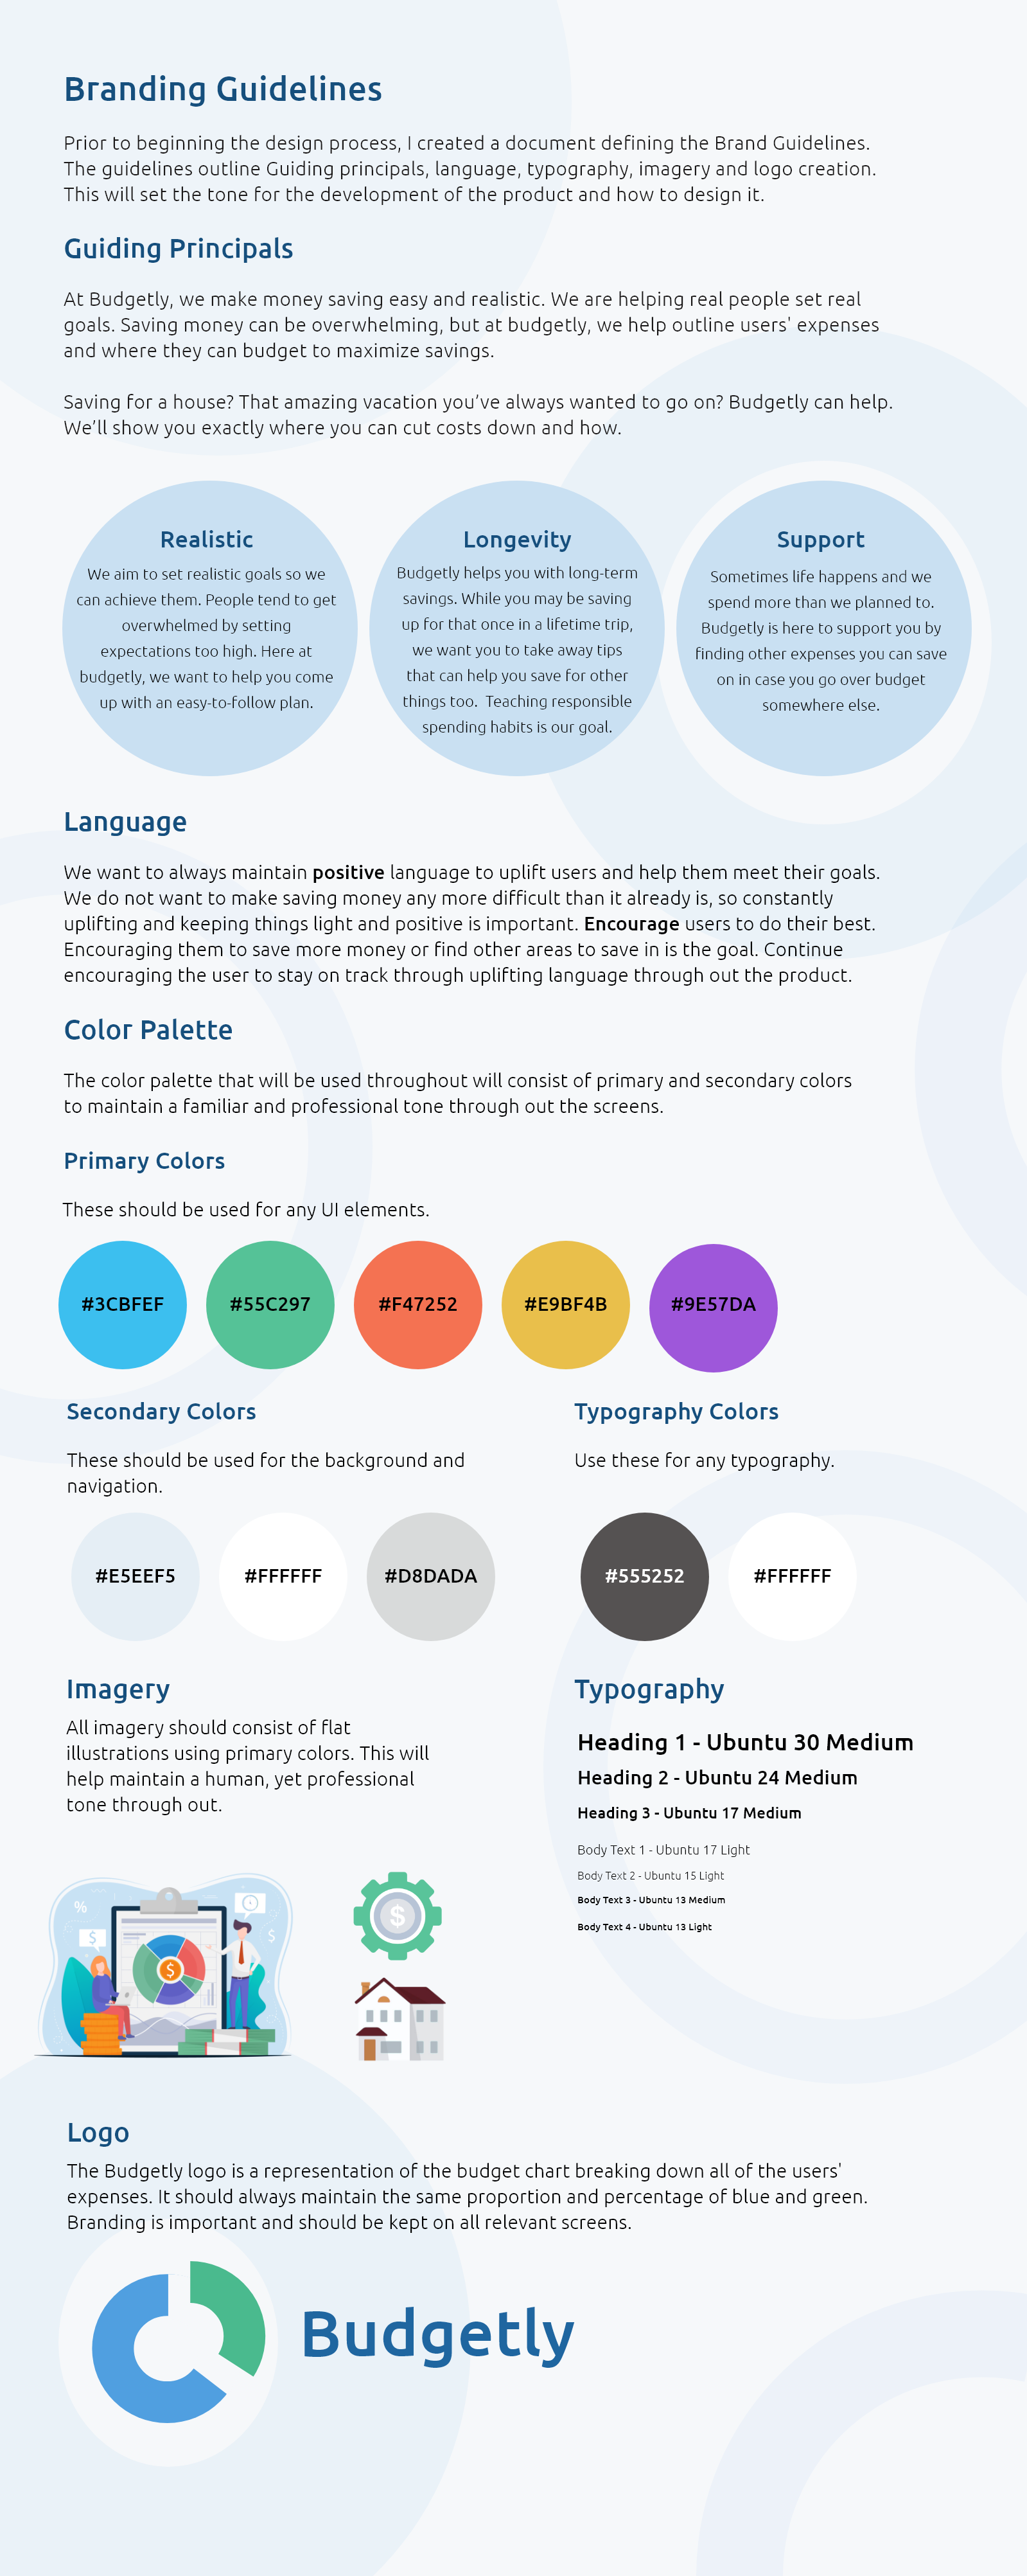 Branding Guidelines
Prior to beginning the design process, I created a document defining the Brand Guidelines.
The guidelines outline Guiding principals, language, typography, imagery and logo creation.
This will set the tone for the development of the product and how to design it.
Guiding Principals
At Budgetly, we make money saving easy and realistic. We are helping real people set real
goals. Saving money can be overwhelming, but at budgetly, we help outline users' expenses
and where they can budget to maximize savings.
Saving for a house? That amazing vacation you’ve always wanted to go on? Budgetly can help.
We’ll show you exactly where you can cut costs down and how.
Realistic
We aim to set realistic goals so we
can achieve them. People tend to get
overwhelmed by setting
expectations too high. Here at
budgetly, we want to help you come
up with an easy-to-follow plan.
Longevity
Budgetly helps you with long-term
savings. While you may be saving
up for that once in a lifetime trip,
we want you to take away tips
that can help you save for other
things too.  Teaching responsible
spending habits is our goal.
Support
Sometimes life happens and we
spend more than we planned to.
Budgetly is here to support you by
finding other expenses you can save
on in case you go over budget
somewhere else.
Language
We want to always maintain positive language to uplift users and help them meet their goals.
We do not want to make saving money any more difficult than it already is, so constantly
uplifting and keeping things light and positive is important. Encourage users to do their best.
Encouraging them to save more money or find other areas to save in is the goal. Continue
encouraging the user to stay on track through uplifting language through out the product.
Color Palette
The color palette that will be used throughout will consist of primary and secondary colors
to maintain a familiar and professional tone through out the screens.
Primary Colors
These should be used for any UI elements.
#3CBFEF
#55C297
#F47252
#E9BF4B
#9E57DA
Secondary Colors
These should be used for the background and
navigation.
#E5EEF5
#FFFFFF
#D8DADA
Typography Colors
Use these for any typography.
#555252
#FFFFFF
Imagery
All imagery should consist of flat
illustrations using primary colors. This will
help maintain a human, yet professional
tone through out.
%
$
$
$
$
Typography
Heading 1 - Ubuntu 30 Medium
Heading 2 - Ubuntu 24 Medium
Heading 3 - Ubuntu 17 Medium
Body Text 1 - Ubuntu 17 Light
Body Text 2 - Ubuntu 15 Light
Body Text 3 - Ubuntu 13 Medium
Body Text 4 - Ubuntu 13 Light
Logo
The Budgetly logo is a representation of the budget chart breaking down all of the users'
expenses. It should always maintain the same proportion and percentage of blue and green.
Branding is important and should be kept on all relevant screens.
Budgetly